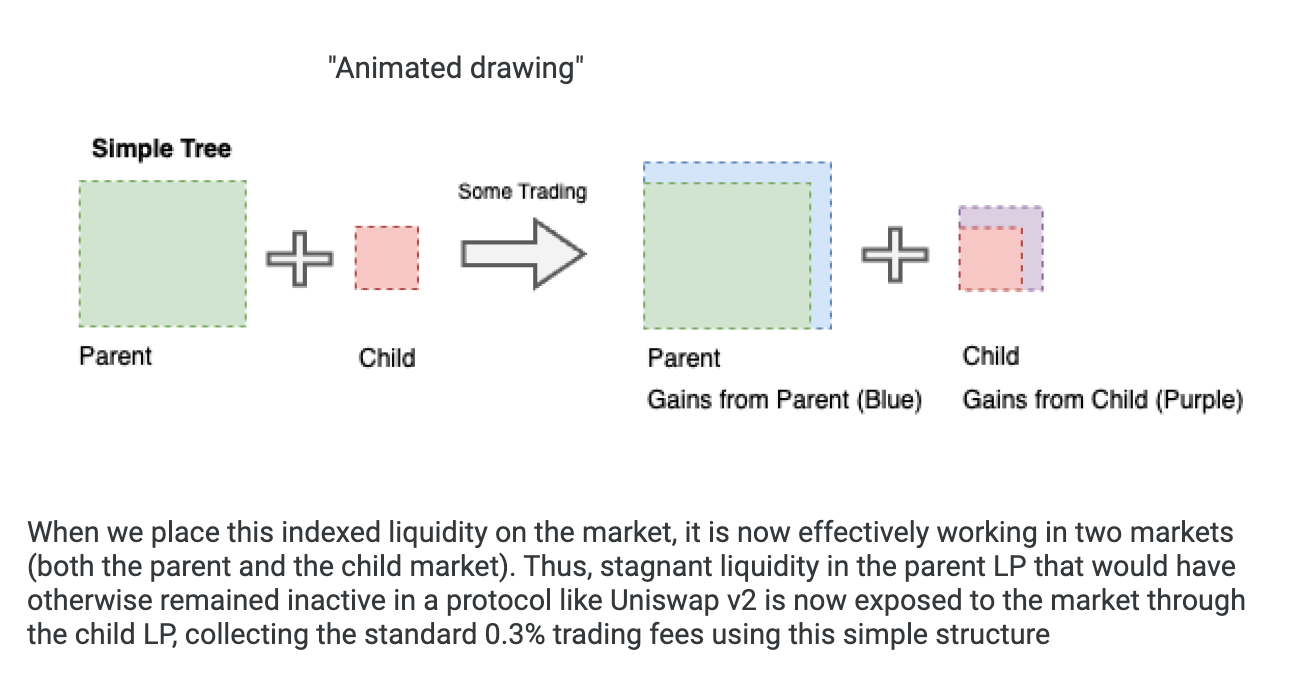 "Animated drawing"
Simple Tree
Some Trading
Parent
Child
Parent
Child
Gains from Parent (Blue)
Gains from Child (Purple)
When we place this indexed liquidity on the market, it is now effectively working in two markets
(both the parent and the child market). Thus, stagnant liquidity in the parent LP that would have
otherwise remained inactive in a protocol like Uniswap v2 is now exposed to the market through
the child LP, collecting the standard 0.3% trading fees using this simple structure